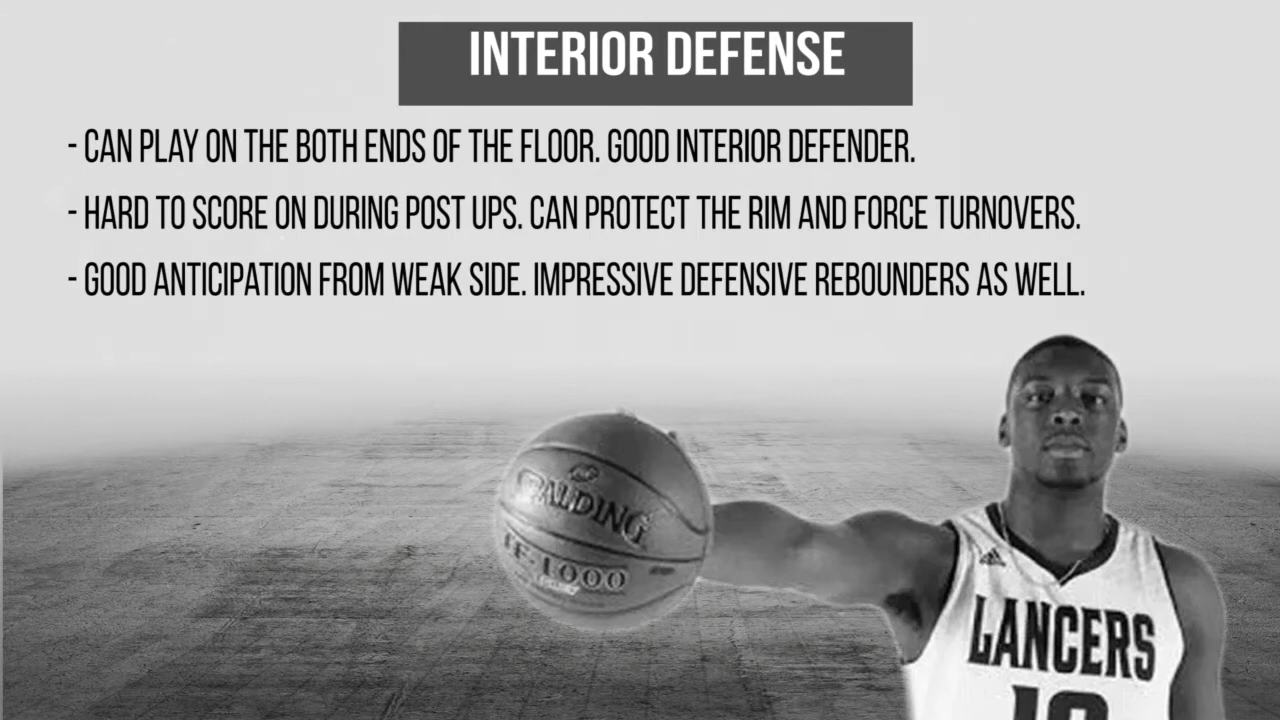 INTERIOR DEFENSE
- CAN PLAY ON THE BOTH ENDS OF THE FLOOR. GOOD INTERIOR DEFENDER.
- HARD TO SCORE ON DURING POST UPS. CAN PROTECT THE RIM AND FORCE TURNOVERS.
- GOOD ANTICIPATION FROM WEAK SIDE. IMPRESSIVE DEFENSIVE REBOUNDERS AS WELL.
SPALDING
TF-1000
LANCERS